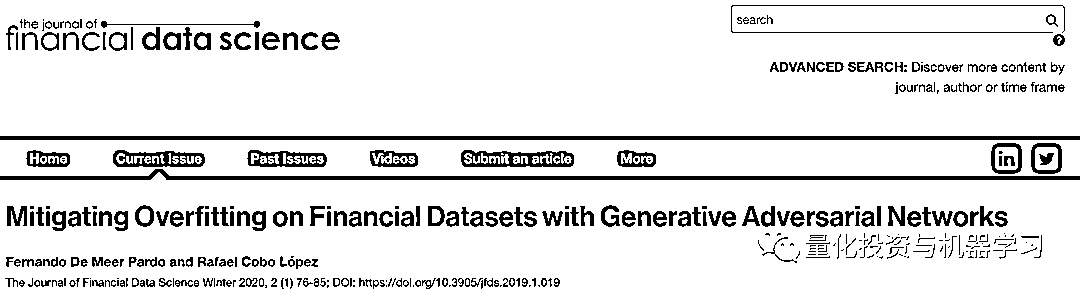 the journal of
financial data science
search
ADVANCED SEARCH: Discover more content by
journal, author or time frame
Home Current Issue Past Issues Videos Submit an article More
Mitigating Overfitting on Financial Datasets with Generative Adversarial Networks
量化投资与机器学习
Fernando De Meer Pardo and Rafael Cobo López
The Journal of Financial Data Science Winter 2020, 2 (1) 76-85; DOI: https://doi.org/10.3905/jfds.2019.1.019